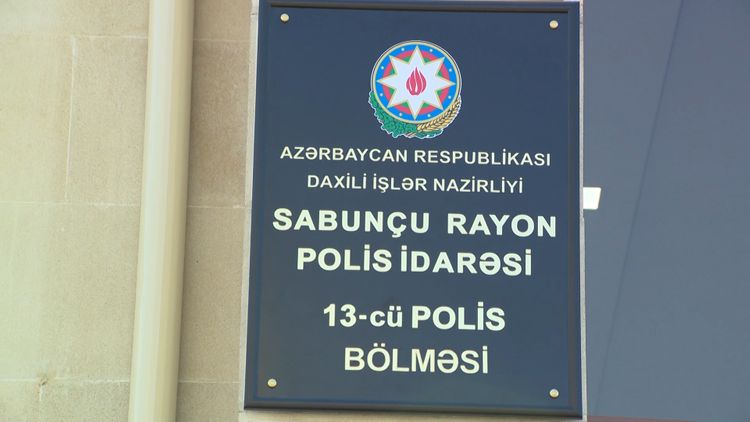 AZƏRBAYCAN RESPUBLİKASI
DAXİLİ İŞLƏR NAZİRLİYİ
SABUNÇU RAYON
POLİS İDARƏSİ
13-cü POLİS
BÖLMƏSİ